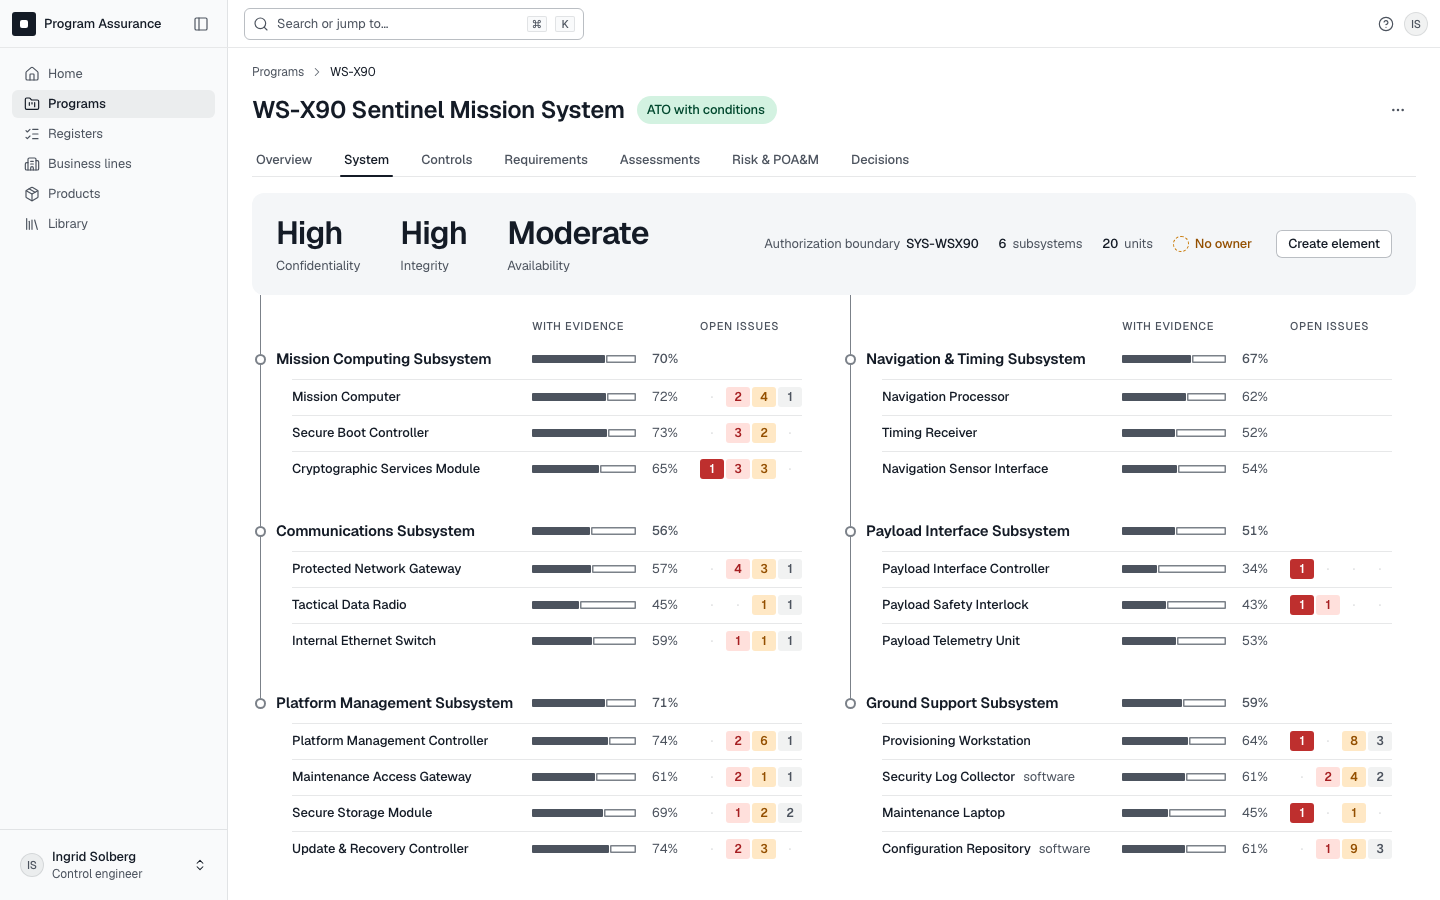 Program Assurance
Search or jump to...
⌘ K
IS
Home
Programs
Registers
Business lines
Products
Library
Programs > WS-X90
WS-X90 Sentinel Mission System
ATO with conditions
Overview System Controls Requirements Assessments Risk & POA&M Decisions
High High Moderate
Confidentiality Integrity Availability
Authorization boundary SYS-WSX90 6 subsystems 20 units No owner Create element
WITH EVIDENCE OPEN ISSUES
Mission Computing Subsystem 70%
Mission Computer 72% 2 4 1
Secure Boot Controller 73% 3 2
Cryptographic Services Module 65% 1 3 3
Communications Subsystem 56%
Protected Network Gateway 57% 4 3 1
Tactical Data Radio 45% 1 1
Internal Ethernet Switch 59% 1 1 1
Platform Management Subsystem 71%
Platform Management Controller 74% 2 6 1
Maintenance Access Gateway 61% 2 1 1
Secure Storage Module 69% 1 2 2
Update & Recovery Controller 74% 2 3
WITH EVIDENCE OPEN ISSUES
Navigation & Timing Subsystem 67%
Navigation Processor 62%
Timing Receiver 52%
Navigation Sensor Interface 54%
Payload Interface Subsystem 51%
Payload Interface Controller 34% 1
Payload Safety Interlock 43% 1 1
Payload Telemetry Unit 53%
Ground Support Subsystem 59%
Provisioning Workstation 64% 1 8 3
Security Log Collector software 61% 2 4 2
Maintenance Laptop 45% 1 1
Configuration Repository software 61% 1 9 3
IS
Ingrid Solberg
Control engineer